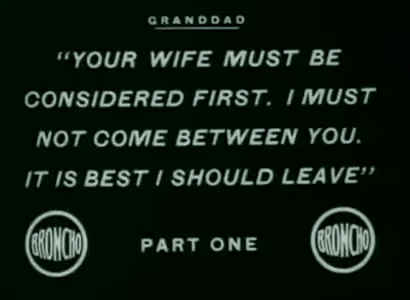 GRANDDAD
"YOUR WIFE MUST BE
CONSIDERED FIRST. I MUST
NOT COME BETWEEN YOU.
IT IS BEST I SHOULD LEAVE"
BRONCHO PART ONE BRONCHO